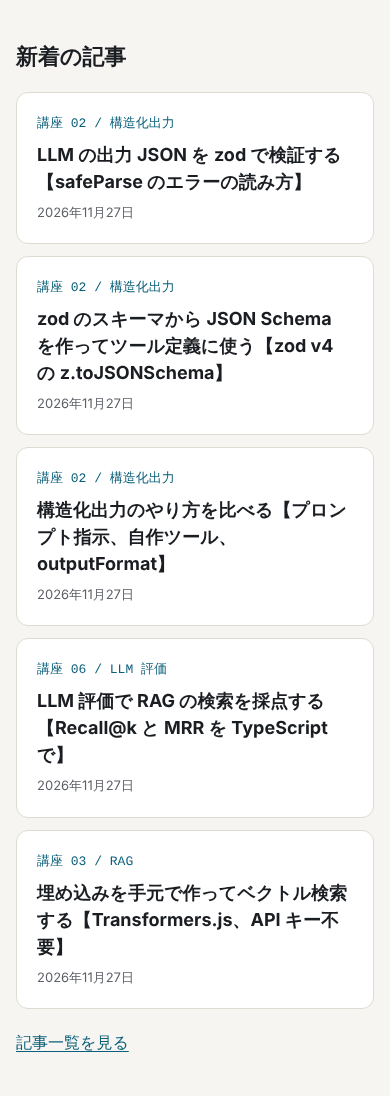 新着の記事
講座 02 / 構造化出力
LLM の出力 JSON を zod で検証する
【safeParse のエラーの読み方】
2026年11月27日
講座 02 / 構造化出力
zod のスキーマから JSON Schema
を作ってツール定義に使う【zod v4
の z.toJSONSchema】
2026年11月27日
講座 02 / 構造化出力
構造化出力のやり方を比べる【プロン
プト指示、自作ツール、
outputFormat】
2026年11月27日
講座 06 / LLM 評価
LLM 評価で RAG の検索を採点する
【Recall@k と MRR を TypeScript
で】
2026年11月27日
講座 03 / RAG
埋め込みを手元で作ってベクトル検索
する【Transformers.js、API キー不
要】
2026年11月27日
記事一覧を見る